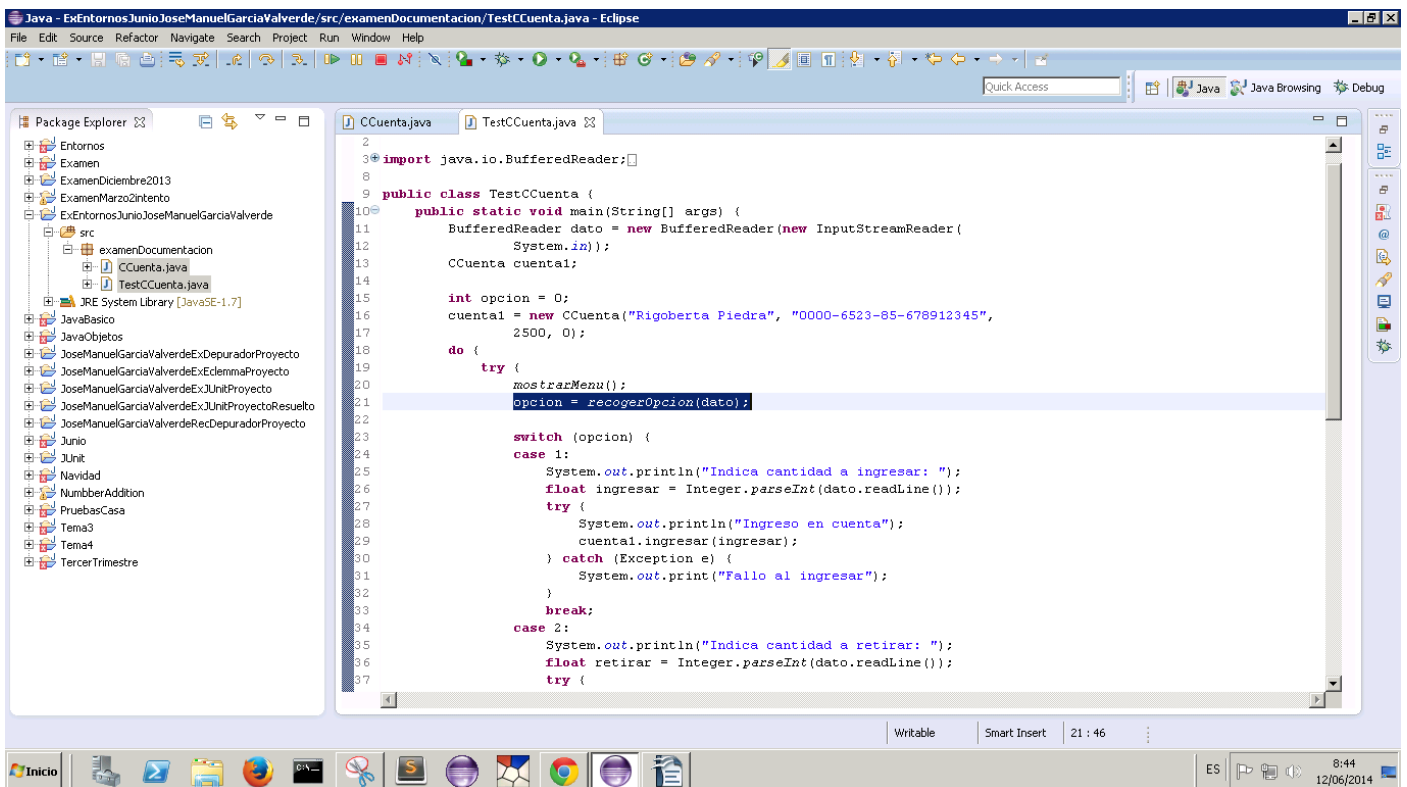 Java - ExEntornosJunioJoseManuelGarciaValverde/src/examenDocumentacion/TestCCuenta.java - Eclipse
File Edit Source Refactor Navigate Search Project Run Window Help
Quick Access
Java Java Browsing Debug
Package Explorer
Entornos
Examen
ExamenDiciembre2013
ExamenMarzo2intento
ExEntornosJunioJoseManuelGarciaValverde
src
examenDocumentacion
CCuenta.java
TestCCuenta.java
JRE System Library [JavaSE-1.7]
JavaBasico
JavaObjetos
JoseManuelGarciaValverdeExDepuradorProyecto
JoseManuelGarciaValverdeExEclemmaProyecto
JoseManuelGarciaValverdeExJUnitProyecto
JoseManuelGarciaValverdeExJUnitProyectoResuelto
JoseManuelGarciaValverdeRecDepuradorProyecto
Junio
JUnit
Navidad
NumbberAddition
PruebasCasa
Tema3
Tema4
TercerTrimestre
CCuenta.java TestCCuenta.java
2
3 import java.io.BufferedReader;
8
9 public class TestCCuenta {
10 public static void main(String[] args) {
11 BufferedReader dato = new BufferedReader(new InputStreamReader(
12 System.in));
13 CCuenta cuenta1;
14
15 int opcion = 0;
16 cuenta1 = new CCuenta("Rigoberta Piedra", "0000-6523-85-678912345",
17 2500, 0);
18 do {
19 try {
20 mostrarMenu();
21 opcion = recogerOpcion(dato);
22
23 switch (opcion) {
24 case 1:
25 System.out.println("Indica cantidad a ingresar: ");
26 float ingresar = Integer.parseInt(dato.readLine());
27 try {
28 System.out.println("Ingreso en cuenta");
29 cuenta1.ingresar(ingresar);
30 } catch (Exception e) {
31 System.out.print("Fallo al ingresar");
32 }
33 break;
34 case 2:
35 System.out.println("Indica cantidad a retirar: ");
36 float retirar = Integer.parseInt(dato.readLine());
37 try {
Writable Smart Insert 21 : 46
Inicio
ES
8:44
12/06/2014